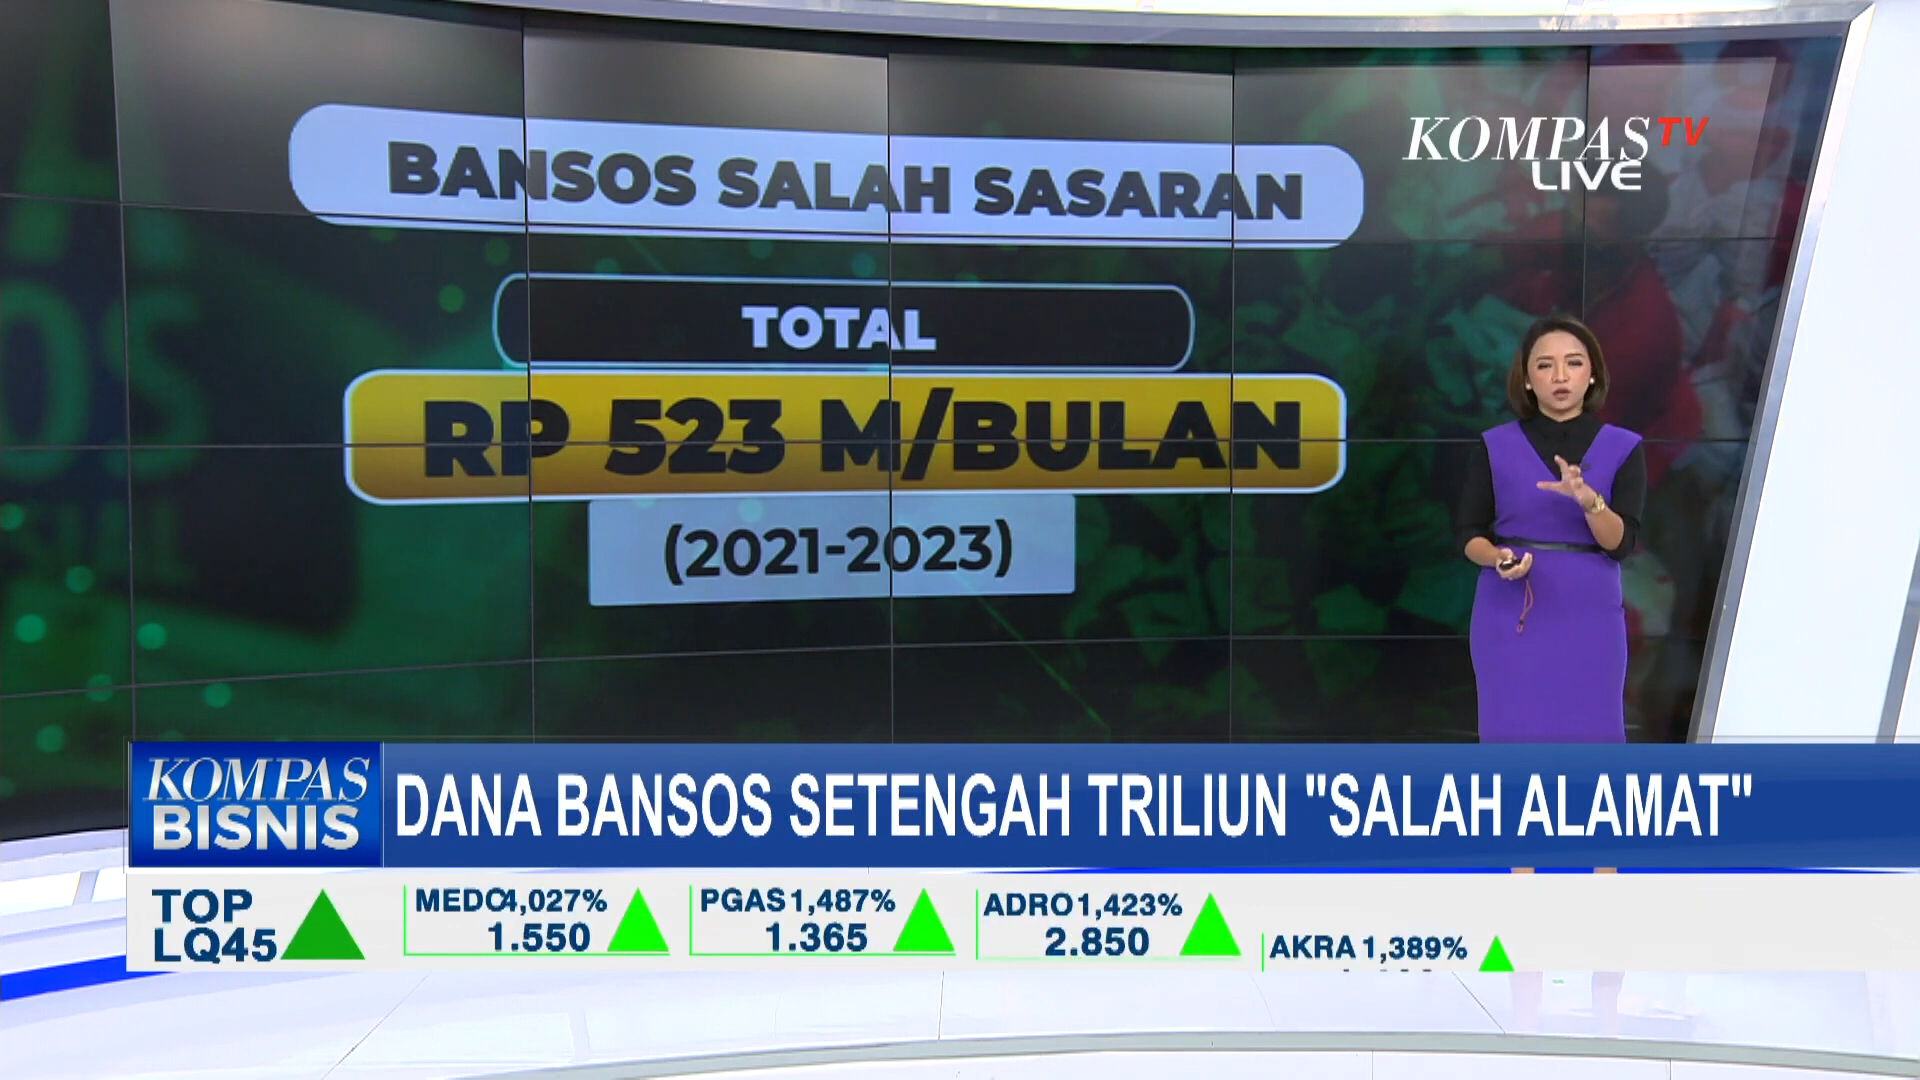 BANSOS SALAH SASARAN
TOTAL
RP 523 M/BULAN
(2021-2023)
KOMPAS TV
LIVE
KOMPAS
BISNIS
DANA BANSOS SETENGAH TRILIUN "SALAH ALAMAT"
TOP
LQ45
MEDC 4,027%
1.550
PGAS 1,487%
1.365
ADRO 1,423%
2.850
AKRA 1,389%